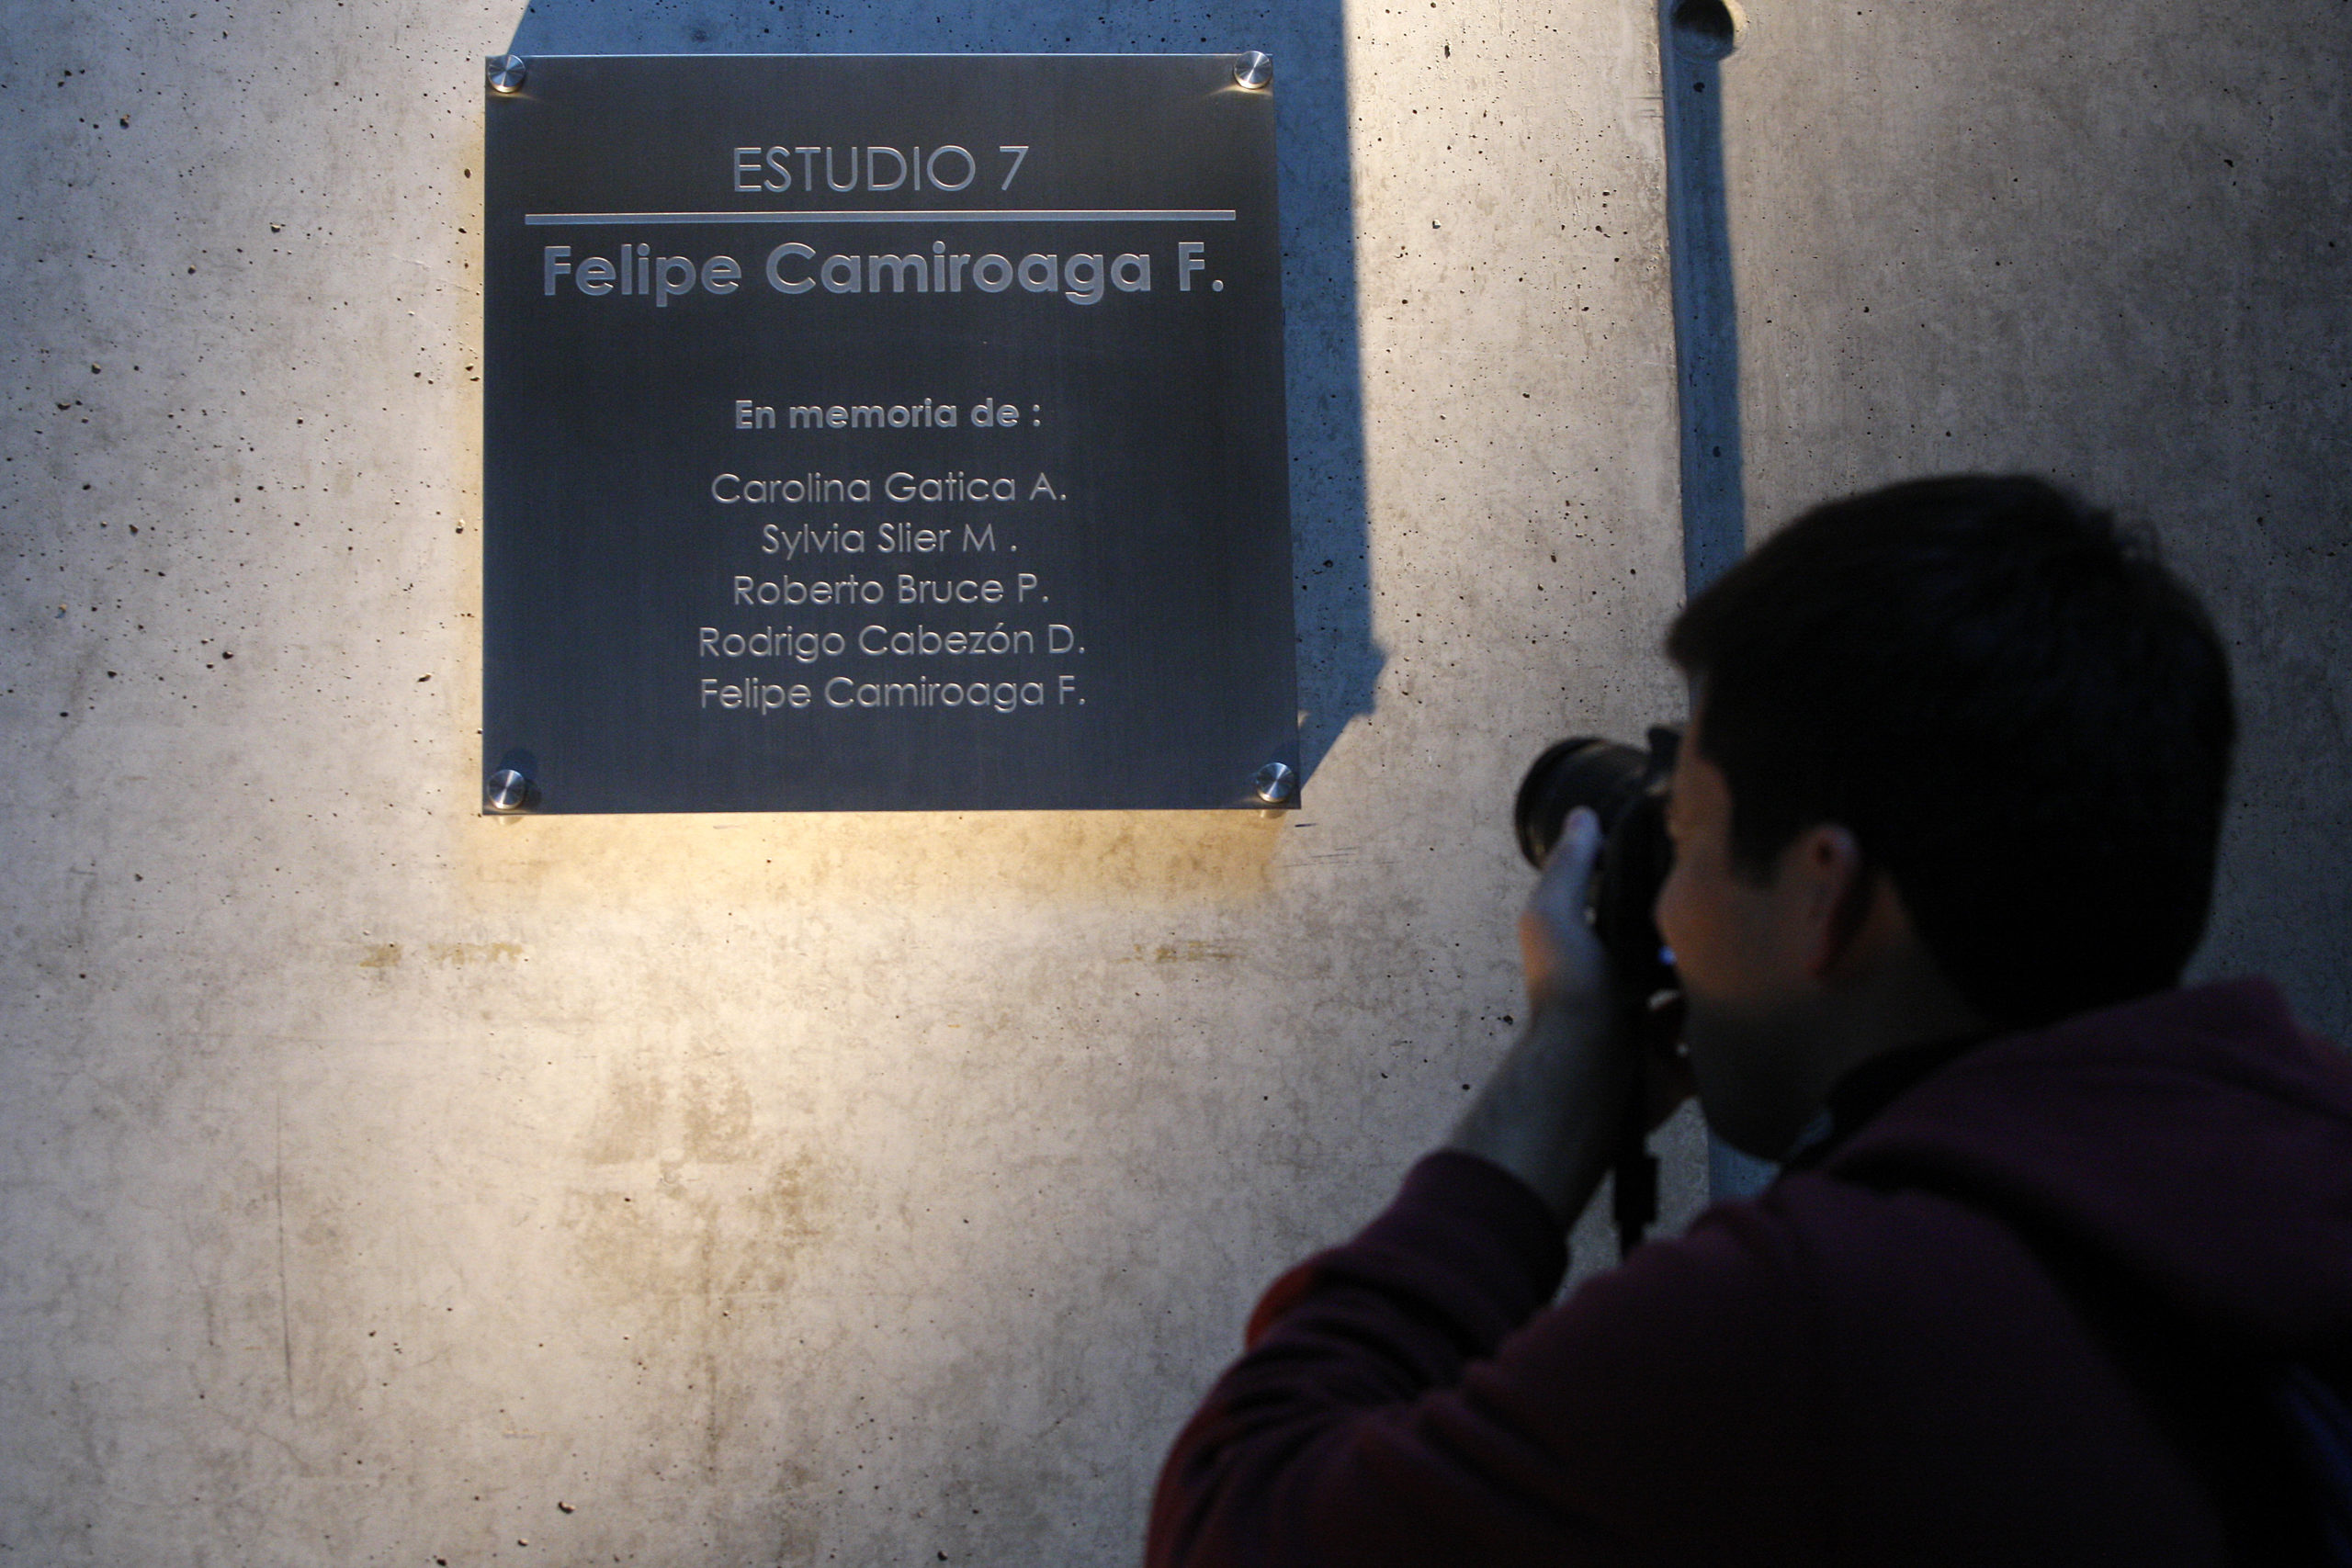 ESTUDIO 7
Felipe Camiroaga F.
En memoria de :
Carolina Gatica A.
Sylvia Slier M .
Roberto Bruce P.
Rodrigo Cabezón D.
Felipe Camiroaga F.